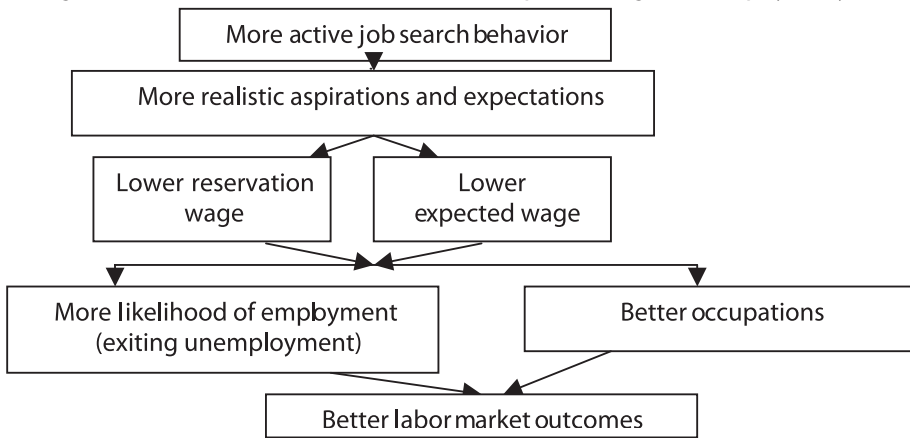 More active job search behavior
More realistic aspirations and expectations
Lower reservation
wage
Lower
expected wage
More likelihood of employment
(exiting unemployment)
Better occupations
Better labor market outcomes